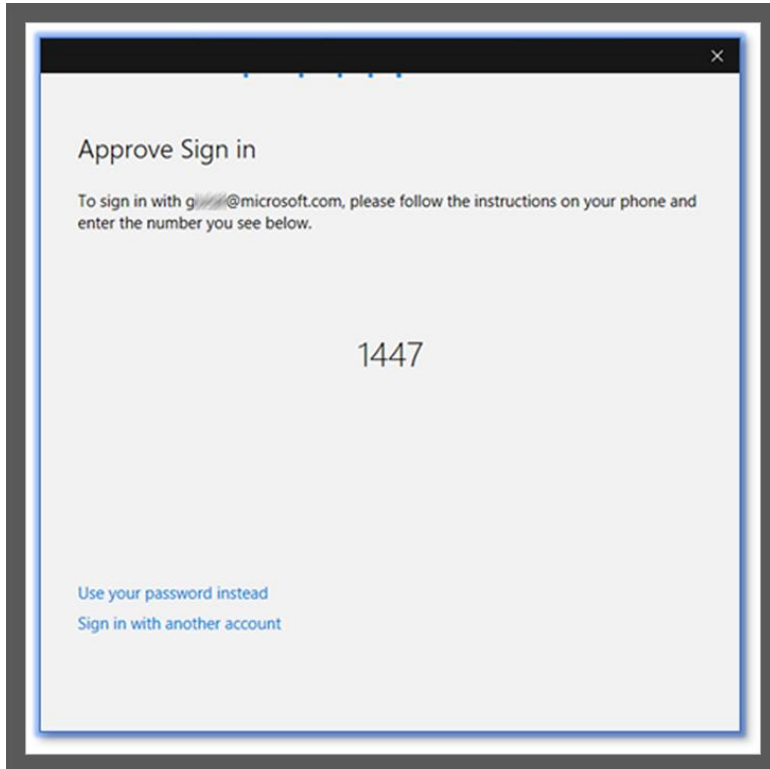 Approve Sign in
To sign in with g @microsoft.com, please follow the instructions on your phone and
enter the number you see below.
1447
Use your password instead
Sign in with another account